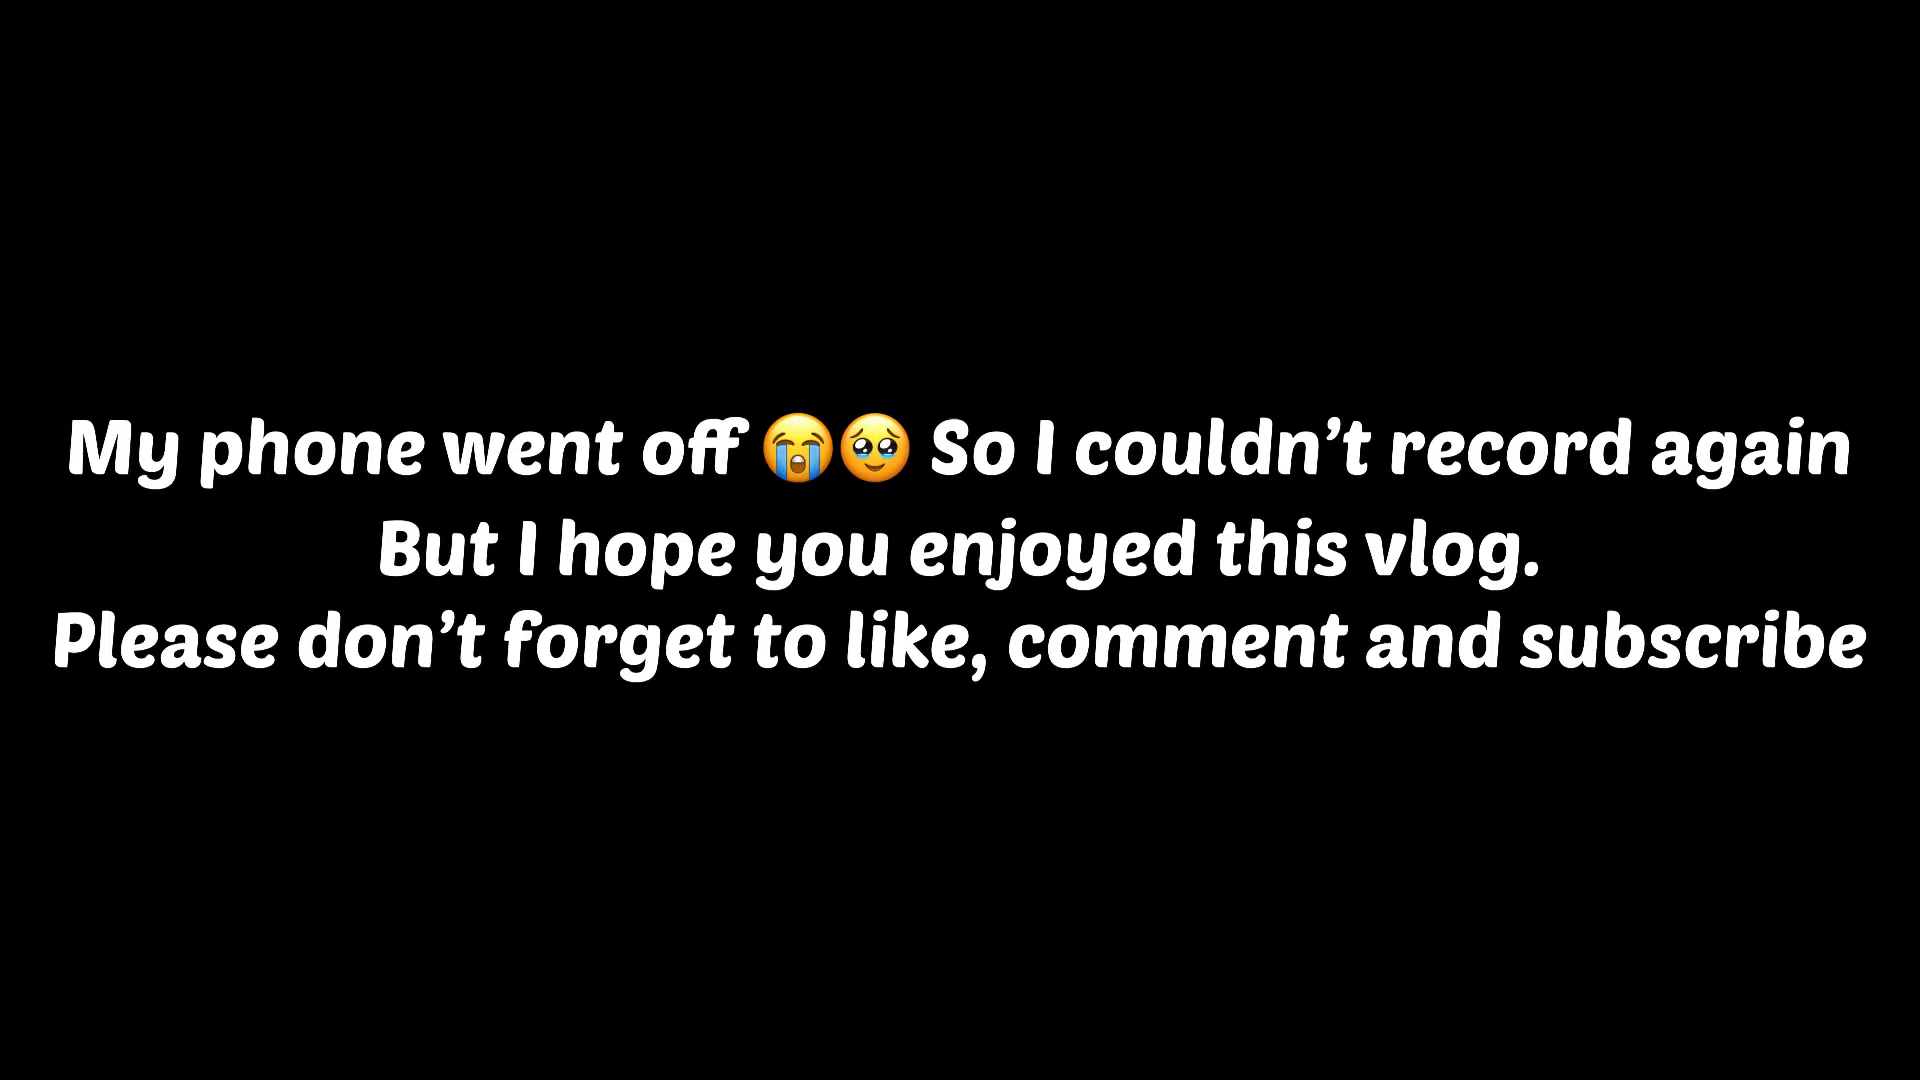 My phone went off 😭🥹 So I couldn’t record again
But I hope you enjoyed this vlog.
Please don’t forget to like, comment and subscribe